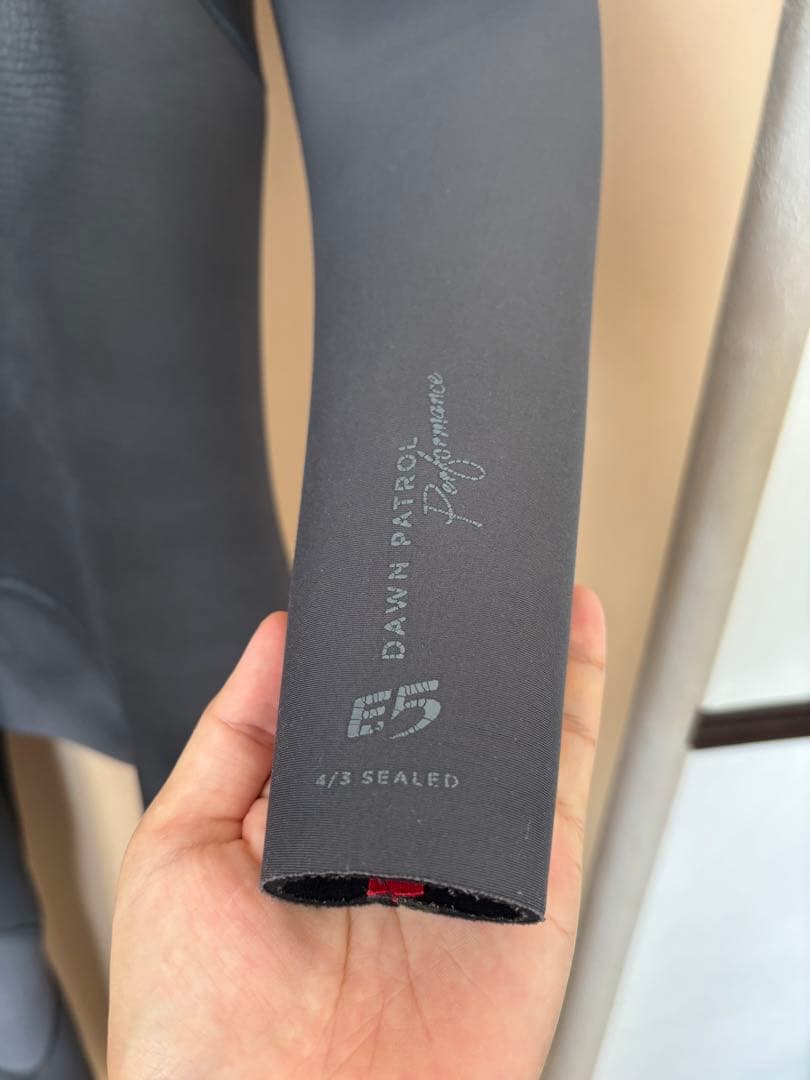 DAWN PATROL
Performance
E5
4/3 SEALED